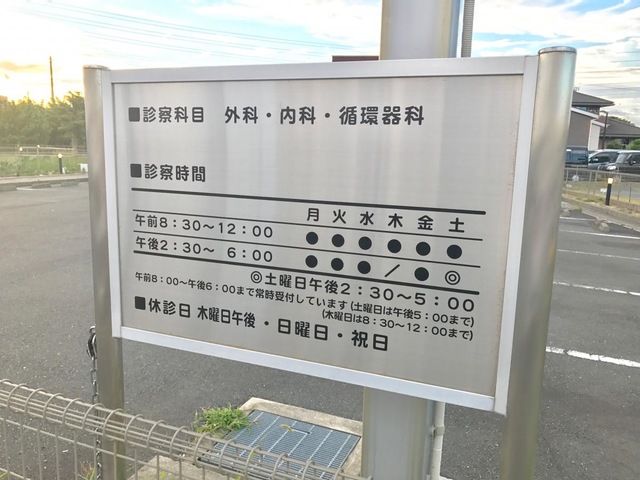 ■診察科目 外科・内科・循環器科
■診察時間
月 火 水 木 金 土
午前8:30〜12:00 ● ● ● ● ● ●
午後2:30〜 6:00 ● ● ● / ● ◎
◎土曜日午後2:30〜5:00
午前8:00〜午後6:00まで常時受付しています(土曜日は午後5:00まで)
(木曜日は8:30〜12:00まで)
■休診日 木曜日午後・日曜日・祝日